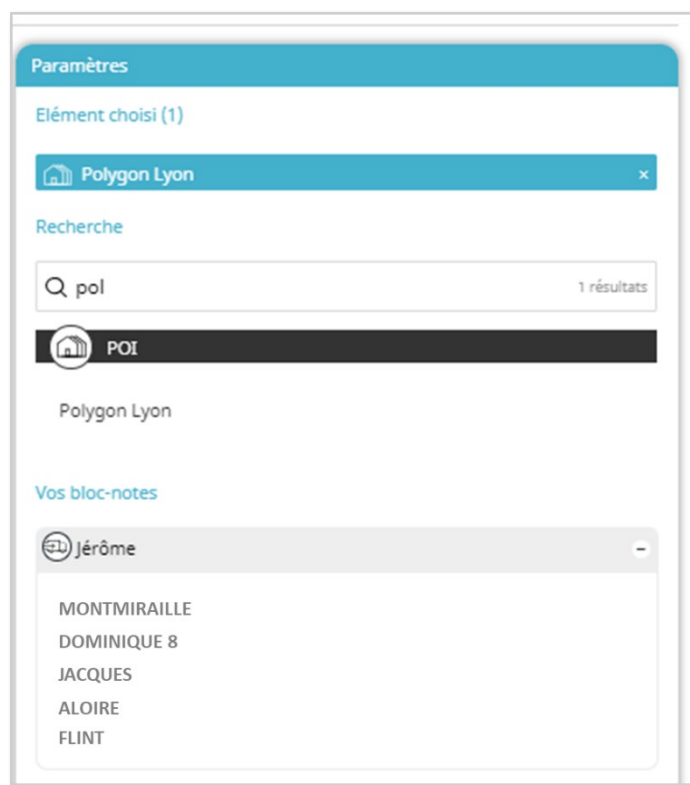 Paramètres
Elément choisi (1)
Polygon Lyon ×
Recherche
pol 1 résultats
POI
Polygon Lyon
Vos bloc-notes
Jérôme -
MONTMIRAILLE
DOMINIQUE 8
JACQUES
ALOIRE
FLINT